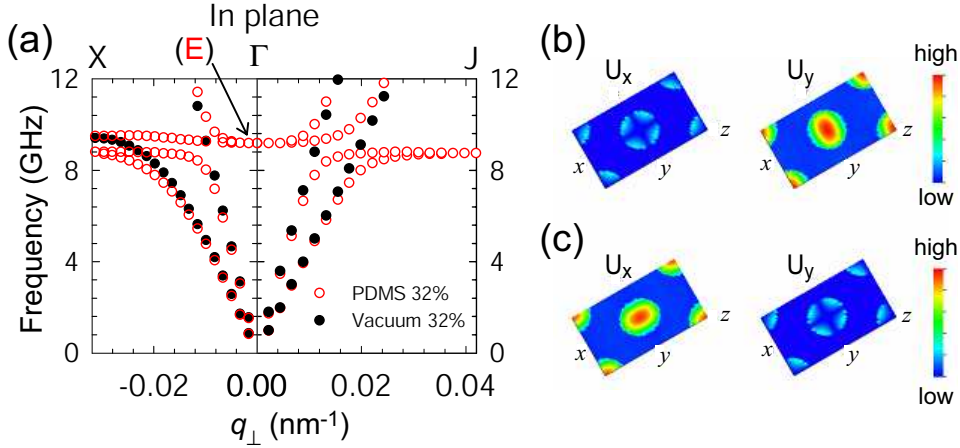 In plane
(a)
X
(E)
Γ
J
12
8
4
0
12
8
4
0
Frequency (GHz)
PDMS 32%
Vacuum 32%
-0.02
0.00
0.02
0.04
q⊥ (nm-1)
(b)
Ux
Uy
x
y
x
y
z
high
low
(c)
Ux
Uy
x
y
x
y
z
high
low